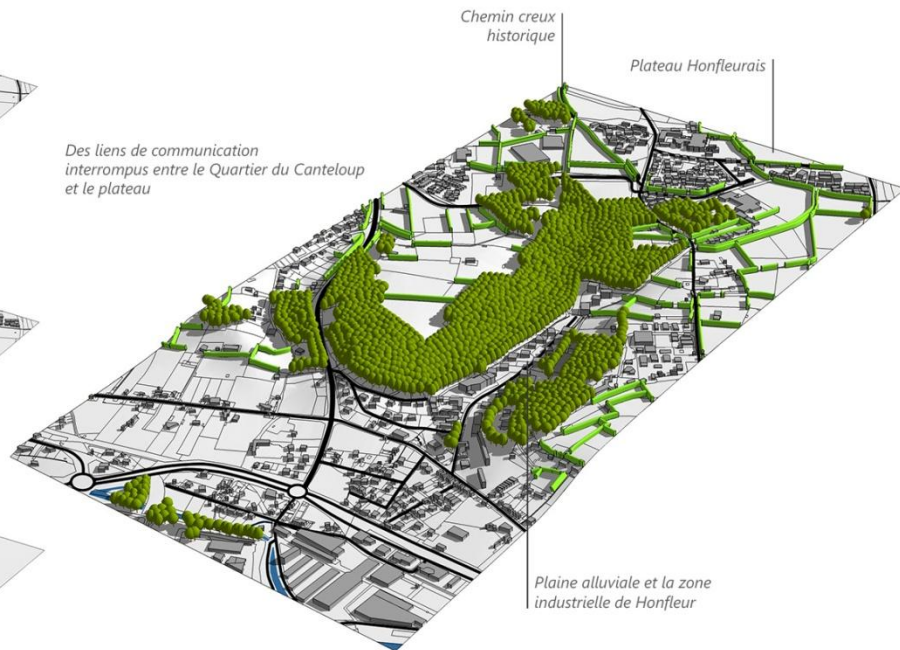 Chemin creux
historique
Plateau Honfleurais
Des liens de communication
interrompus entre le Quartier du Canteloup
et le plateau
Plaine alluviale et la zone
industrielle de Honfleur